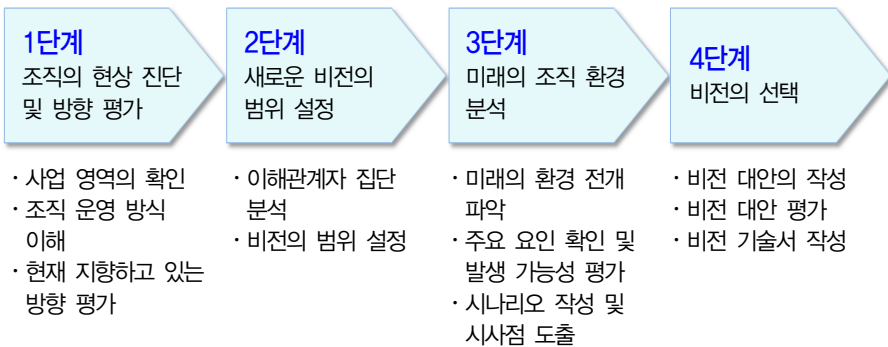 1단계
조직의 현상 진단
및 방향 평가
· 사업 영역의 확인
· 조직 운영 방식
이해
· 현재 지향하고 있는
방향 평가
2단계
새로운 비전의
범위 설정
· 이해관계자 집단
분석
· 비전의 범위 설정
3단계
미래의 조직 환경
분석
· 미래의 환경 전개
파악
· 주요 요인 확인 및
발생 가능성 평가
· 시나리오 작성 및
시사점 도출
4단계
비전의 선택
· 비전 대안의 작성
· 비전 대안 평가
· 비전 기술서 작성